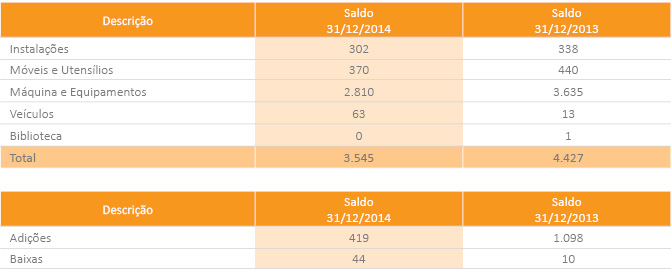 Descrição Saldo 31/12/2014 Saldo 31/12/2013
Instalações 302 338
Móveis e Utensílios 370 440
Máquina e Equipamentos 2.810 3.635
Veículos 63 13
Biblioteca 0 1
Total 3.545 4.427
Descrição Saldo 31/12/2014 Saldo 31/12/2013
Adições 419 1.098
Baixas 44 10